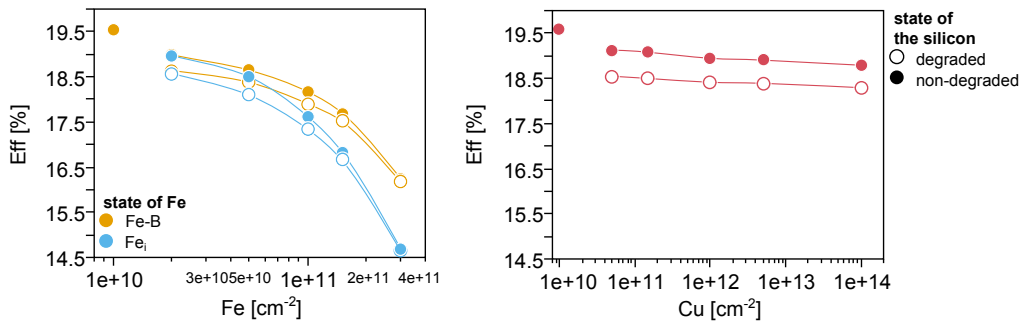 19.5
18.5
17.5
16.5
15.5
14.5
Eff [%]
state of Fe
Fe-B
Feᵢ
1e+10
3e+10
5e+10
1e+11
2e+11
4e+11
Fe [cm⁻²]
19.5
18.5
17.5
16.5
15.5
14.5
Eff [%]
1e+10
1e+11
1e+12
1e+13
1e+14
Cu [cm⁻²]
state of
the silicon
degraded
non-degraded